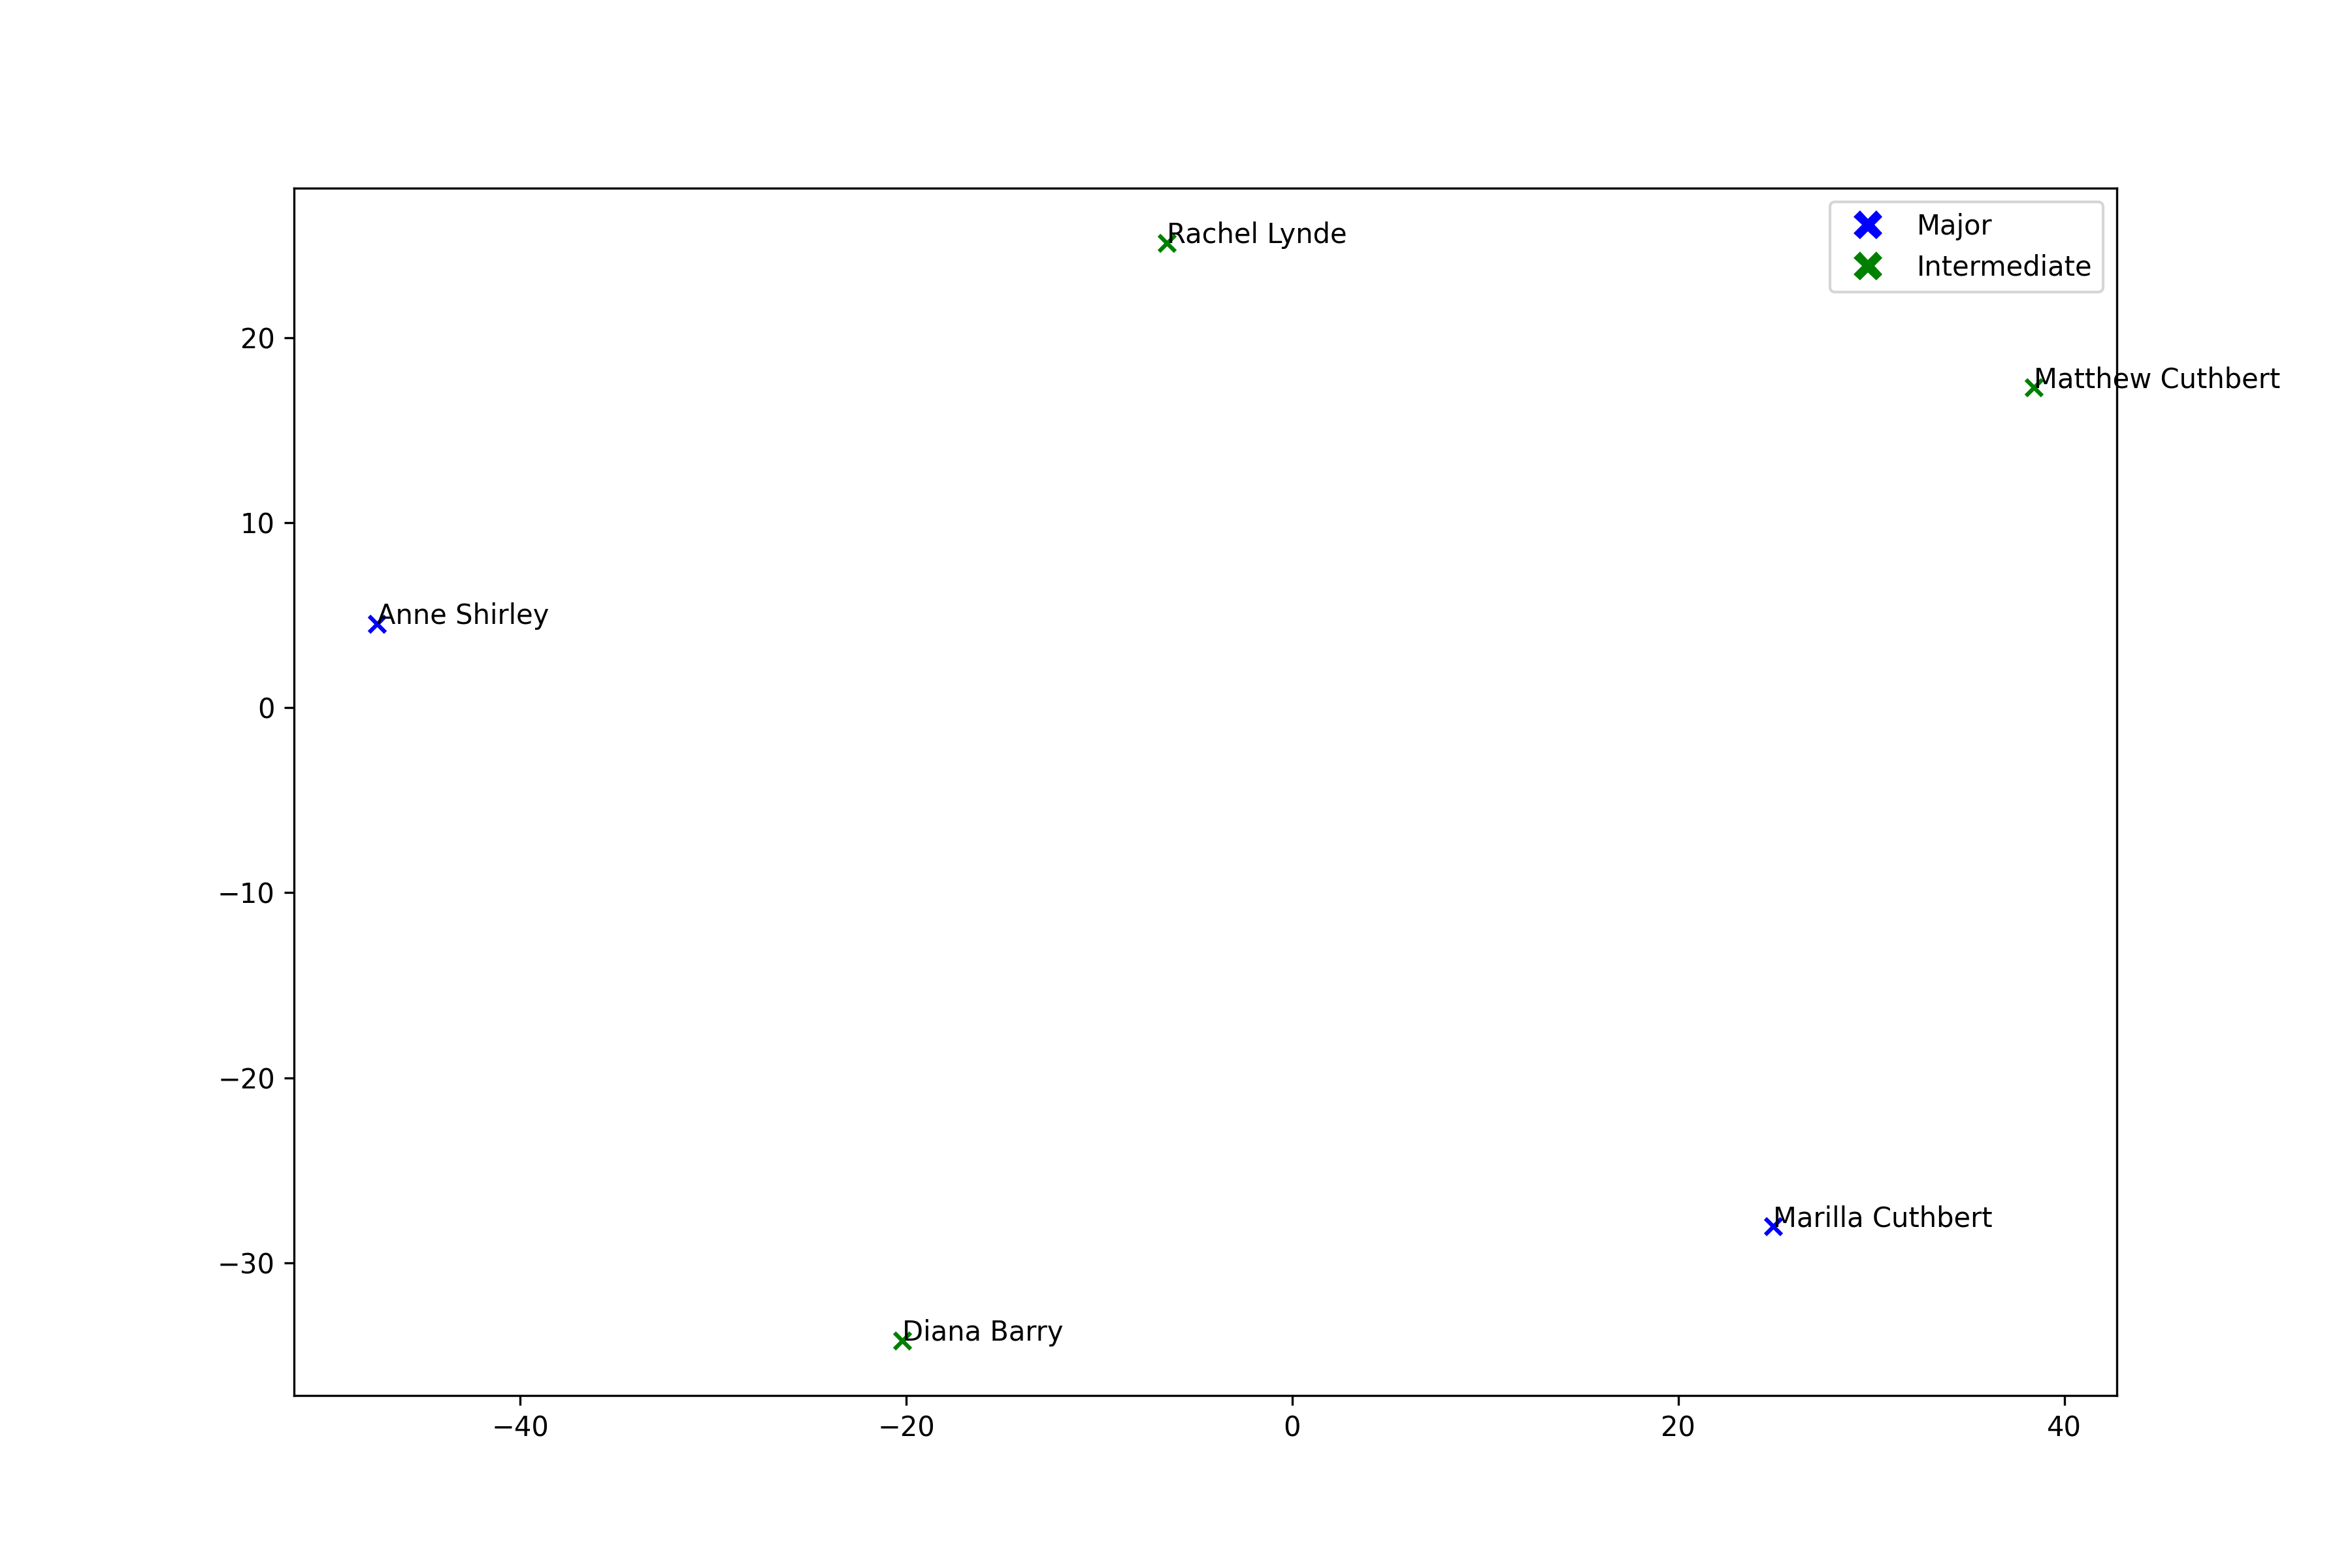 Rachel Lynde
Major
Intermediate
20
Matthew Cuthbert
10
Anne Shirley
0
−10
−20
Marilla Cuthbert
−30
Diana Barry
−40 −20 0 20 40